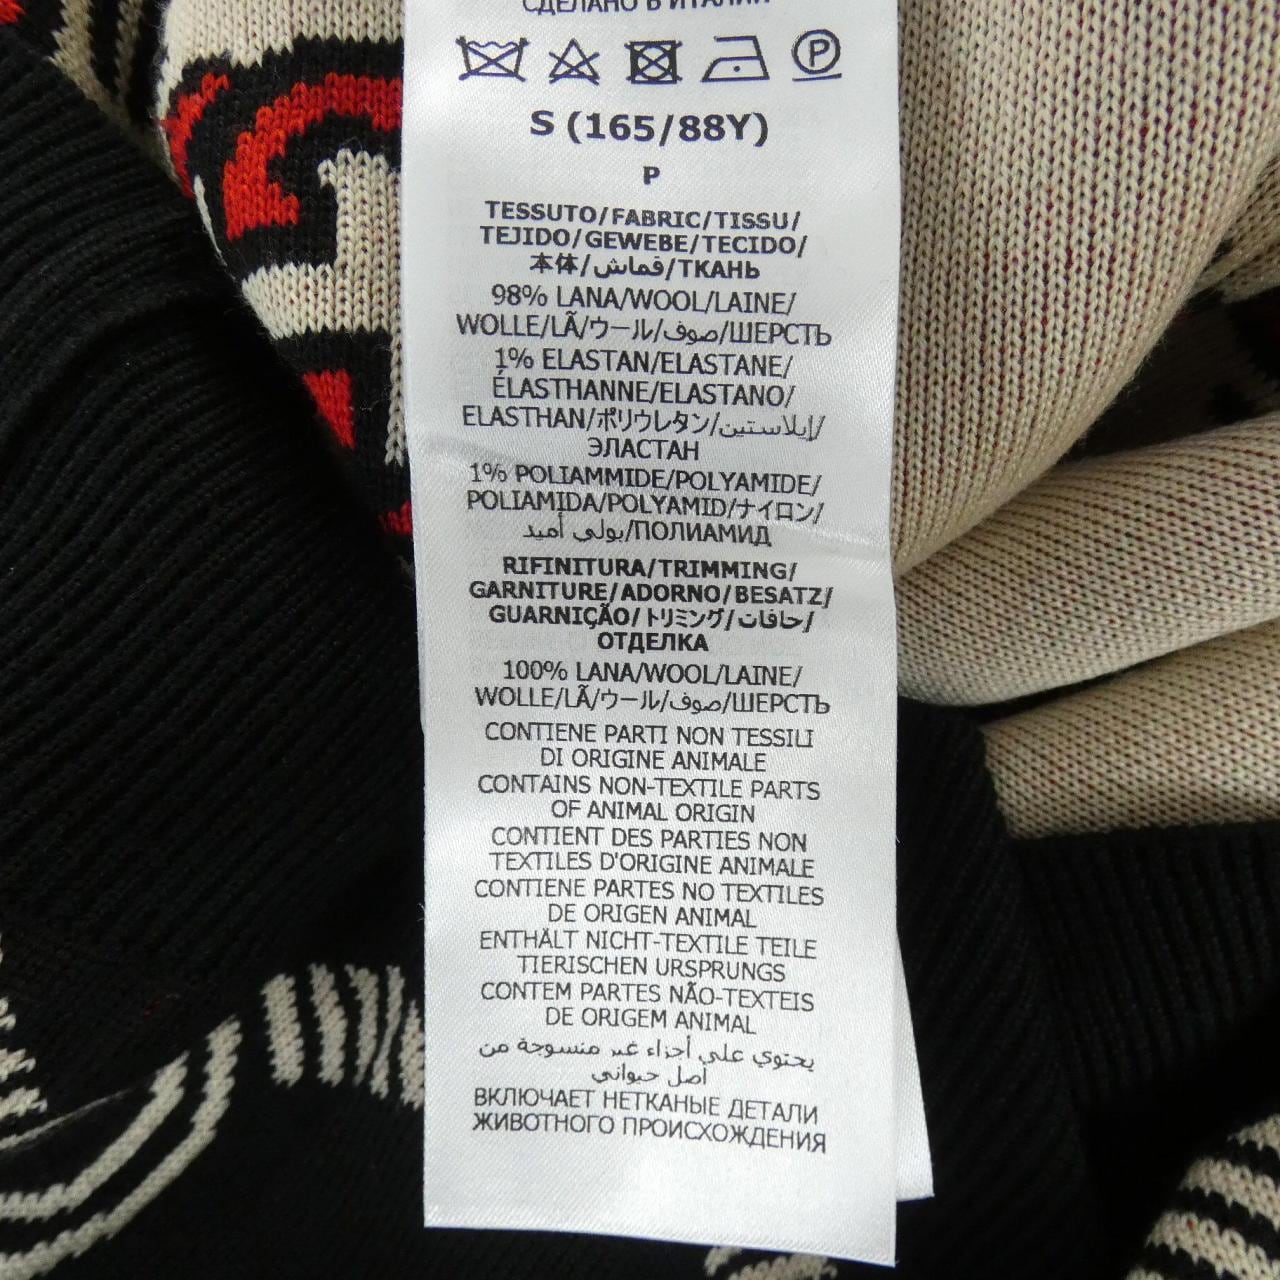 СДЕЛАНО В ИТАЛИИ
P
S (165/88Y)
P
TESSUTO/FABRIC/TISSU/
TEJIDO/GEWEBE/TECIDO/
本体/قماش/ТКАНЬ
98% LANA/WOOL/LAINE/
WOLLE/LÃ/ウール/صوف/ШЕРСТЬ
1% ELASTAN/ELASTANE/
ÉLASTHANNE/ELASTANO/
ELASTHAN/ポリウレタン/إيلاستين/
ЭЛАСТАН
1% POLIAMMIDE/POLYAMIDE/
POLIAMIDA/POLYAMID/ナイロン/
بولي أميد/ПОЛИАМИД
RIFINITURA/TRIMMING/
GARNITURE/ADORNO/BESATZ/
GUARNIÇÃO/トリミング/حافات/
ОТДЕЛКА
100% LANA/WOOL/LAINE/
WOLLE/LÃ/ウール/صوف/ШЕРСТЬ
CONTIENE PARTI NON TESSILI
DI ORIGINE ANIMALE
CONTAINS NON-TEXTILE PARTS
OF ANIMAL ORIGIN
CONTIENT DES PARTIES NON
TEXTILES D'ORIGINE ANIMALE
CONTIENE PARTES NO TEXTILES
DE ORIGEN ANIMAL
ENTHÄLT NICHT-TEXTILE TEILE
TIERISCHEN URSPRUNGS
CONTEM PARTES NÃO-TEXTEIS
DE ORIGEM ANIMAL
يحتوي علي أجزاء غير منسوجة من
اصل حيواني
ВКЛЮЧАЕТ НЕТКАНЫЕ ДЕТАЛИ
ЖИВОТНОГО ПРОИСХОЖДЕНИЯ